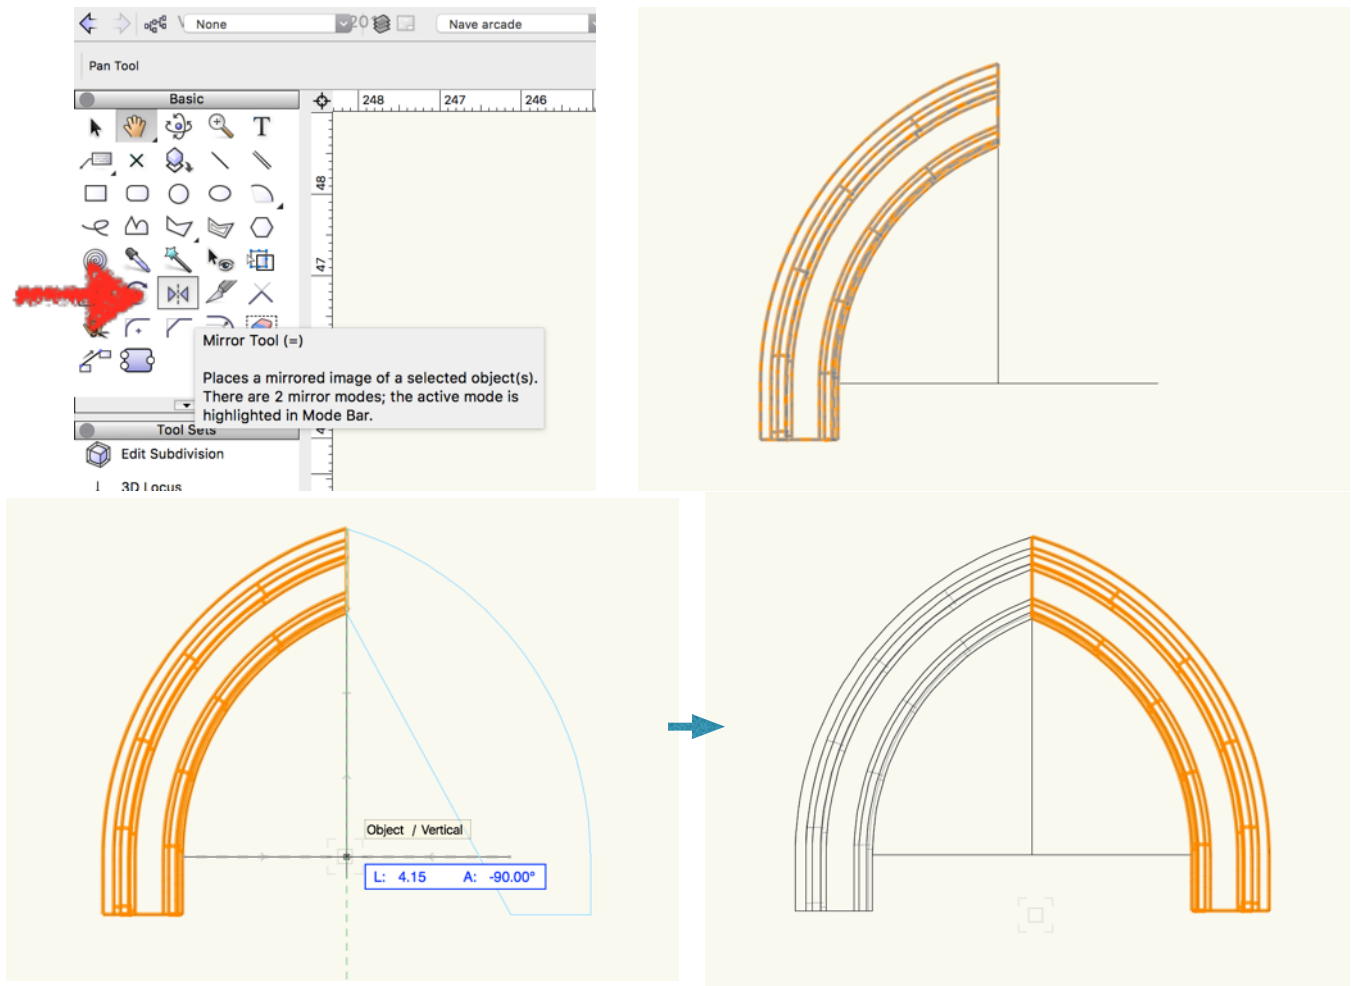 None
20
Nave arcade
Pan Tool
Basic
248 247 246
T
48
47
Mirror Tool (=)
Places a mirrored image of a selected object(s).
There are 2 mirror modes; the active mode is
highlighted in Mode Bar.
4
Tool Sets
Edit Subdivision
3D Locus
Object / Vertical
L: 4.15 A: -90.00°